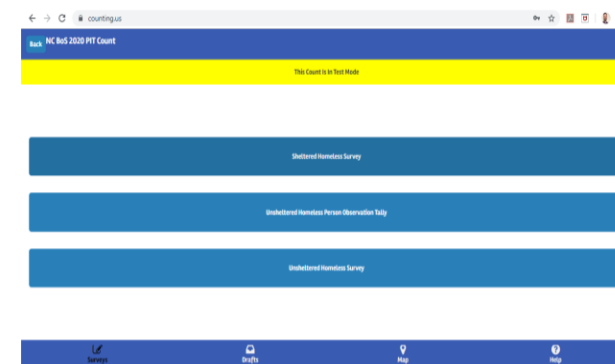 counting.us
Back NC BoS 2020 PIT Count
This Count Is In Test Mode
Sheltered Homeless Survey
Unsheltered Homeless Person Observation Tally
Unsheltered Homeless Survey
Surveys Drafts Map Help